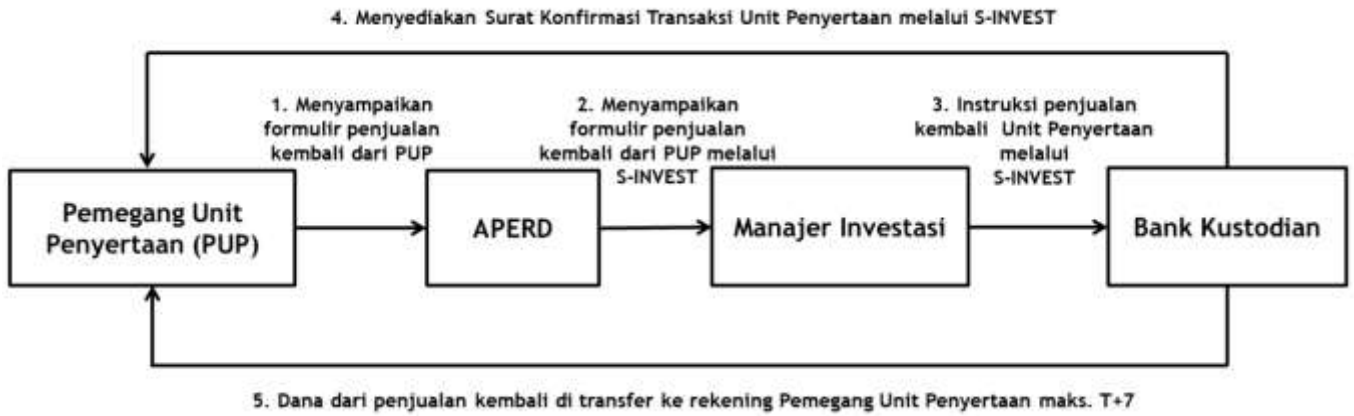 4. Menyediakan Surat Konfirmasi Transaksi Unit Penyertaan melalui S-INVEST
1. Menyampaikan
formulir penjualan
kembali dari PUP
2. Menyampaikan
formulir penjualan
kembali dari PUP melalui
S-INVEST
3. Instruksi penjualan
kembali Unit Penyertaan
melalui
S-INVEST
Pemegang Unit
Penyertaan (PUP)
APERD
Manajer Investasi
Bank Kustodian
5. Dana dari penjualan kembali di transfer ke rekening Pemegang Unit Penyertaan maks. T+7